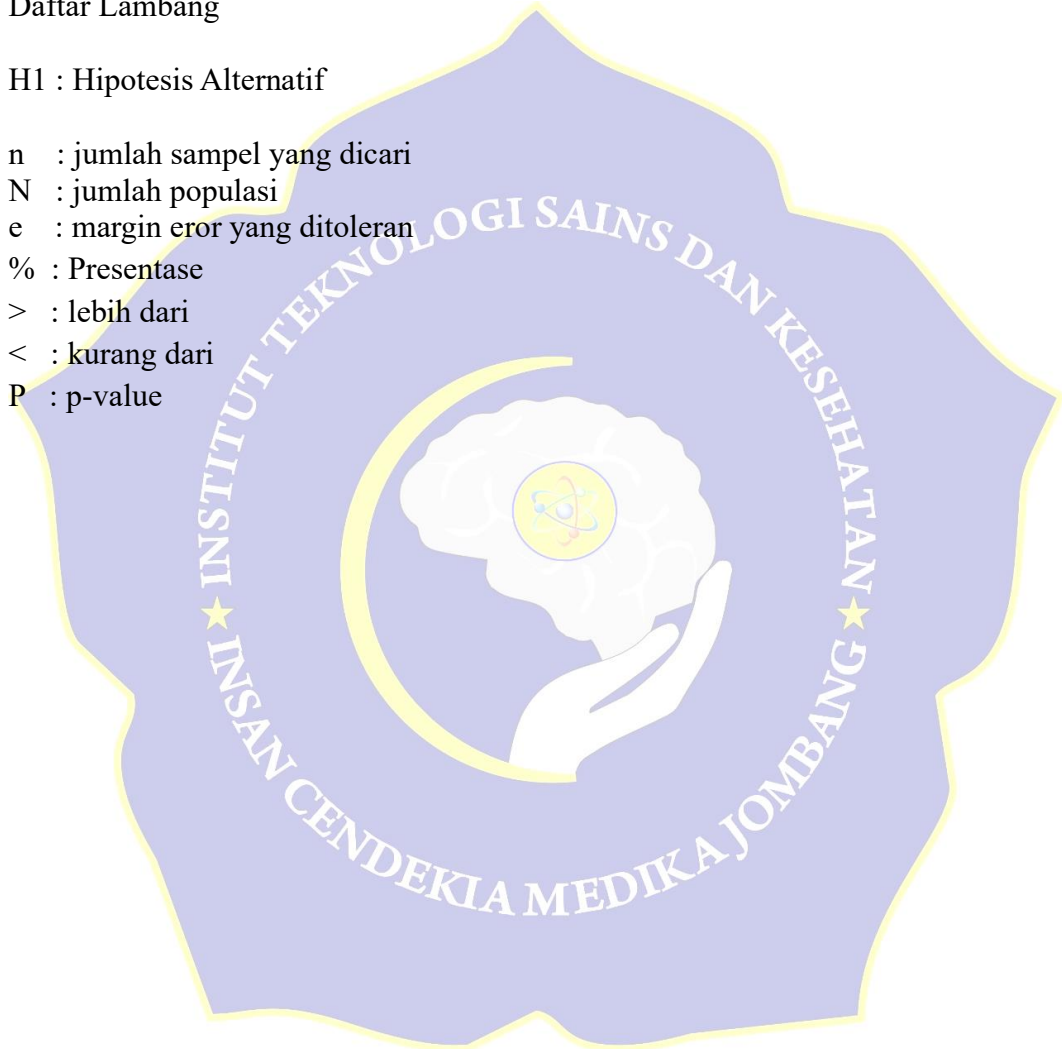 Daftar Lambang
H1 : Hipotesis Alternatif
n : jumlah sampel yang dicari
N : jumlah populasi
e : margin eror yang ditoleran
% : Presentase
> : lebih dari
< : kurang dari
P : p-value
INSTITUT TEKNOLOGI SAINS DAN KESEHATAN
INSAN CENDEKIA MEDIKA JOMBANG